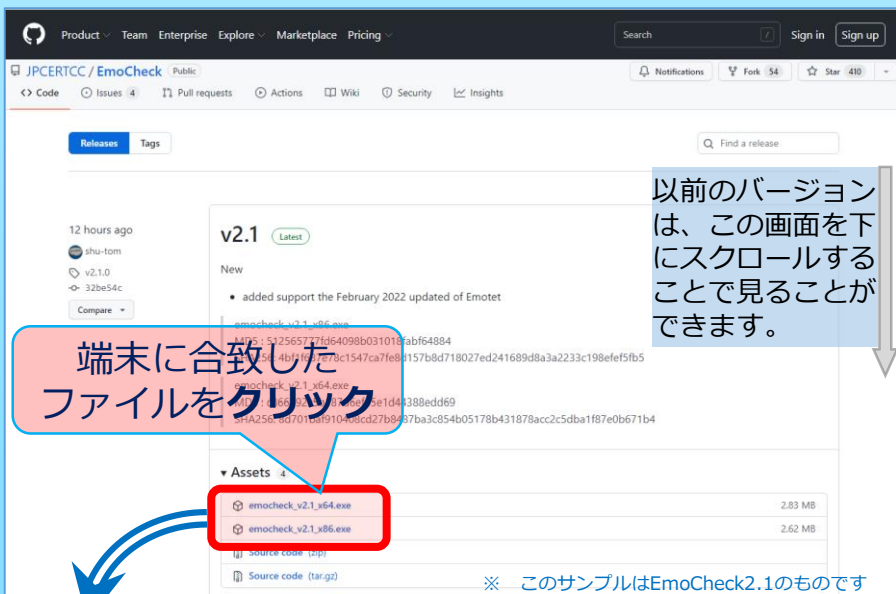 Product Team Enterprise Explore Marketplace Pricing Search / Sign in Sign up
JPCERTCC / EmoCheck Public Notifications Fork 54 Star 410
<> Code Issues 4 Pull requests Actions Wiki Security Insights
Releases Tags Find a release
以前のバージョン
は、この画面を下
にスクロールする
ことで見ることが
できます。
12 hours ago
shu-tom
v2.1.0
32be54c
Compare
v2.1 Latest
New
• added support the February 2022 updated of Emotet
emocheck_v2.1_x86.exe
emocheck_v2.1_x64.exe
端末に合致した
ファイルをクリック
Assets 4
emocheck_v2.1_x64.exe 2.83 MB
emocheck_v2.1_x86.exe 2.62 MB
Source code (zip)
Source code (tar.gz)
※ このサンプルはEmoCheck2.1のものです